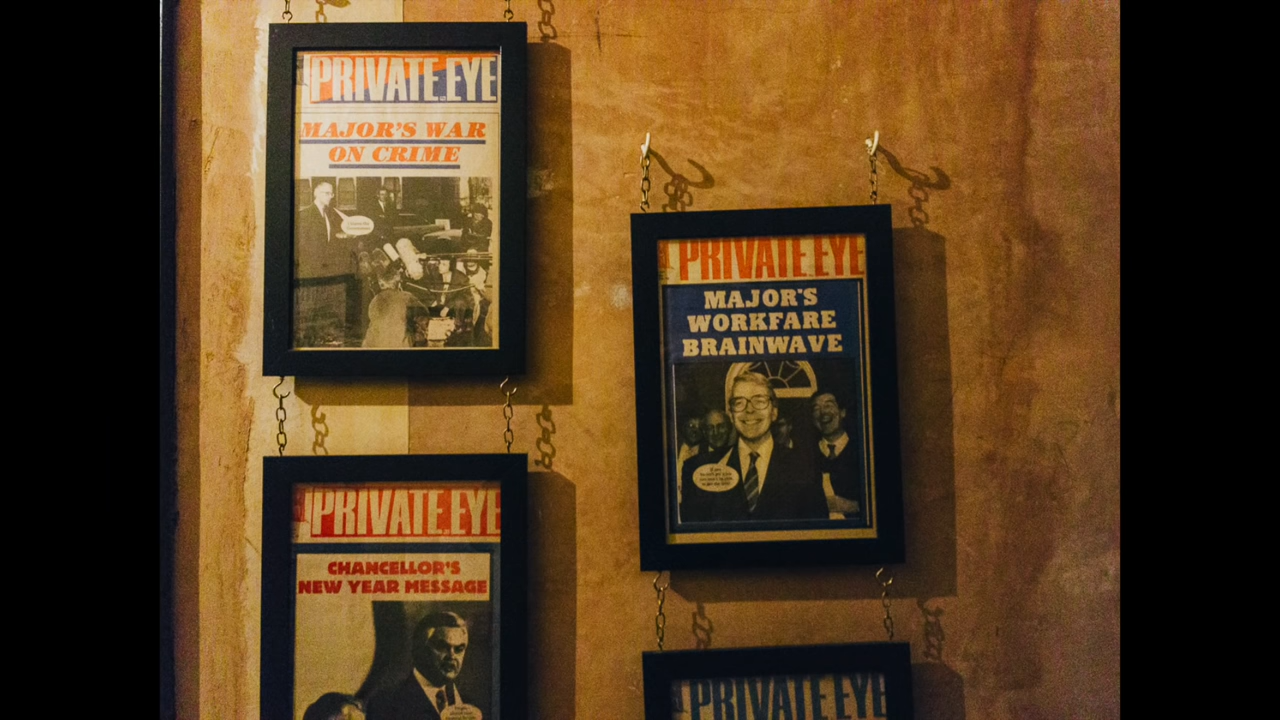 PRIVATE EYE
MAJOR'S WAR
ON CRIME
PRIVATE EYE
CHANCELLOR'S
NEW YEAR MESSAGE
PRIVATE EYE
MAJOR'S
WORKFARE
BRAINWAVE
PRIVATE EYE